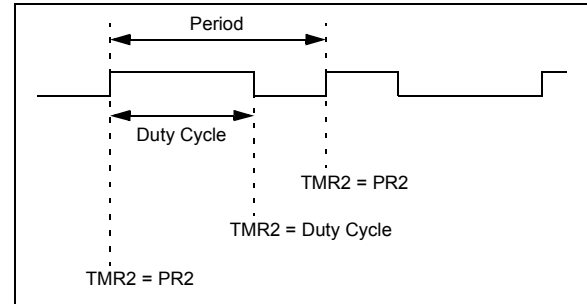 Period
Duty Cycle
TMR2 = PR2
TMR2 = Duty Cycle
TMR2 = PR2